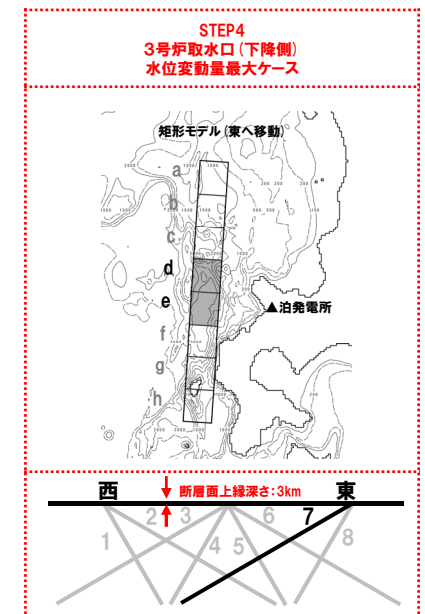 STEP4
3号炉取水口(下降側)
水位変動量最大ケース
矩形モデル(東へ移動)
a
b
c
d
e
▲泊発電所
f
g
h
西 断層面上縁深さ:3km 東
1 2 3 4 5 6 7 8